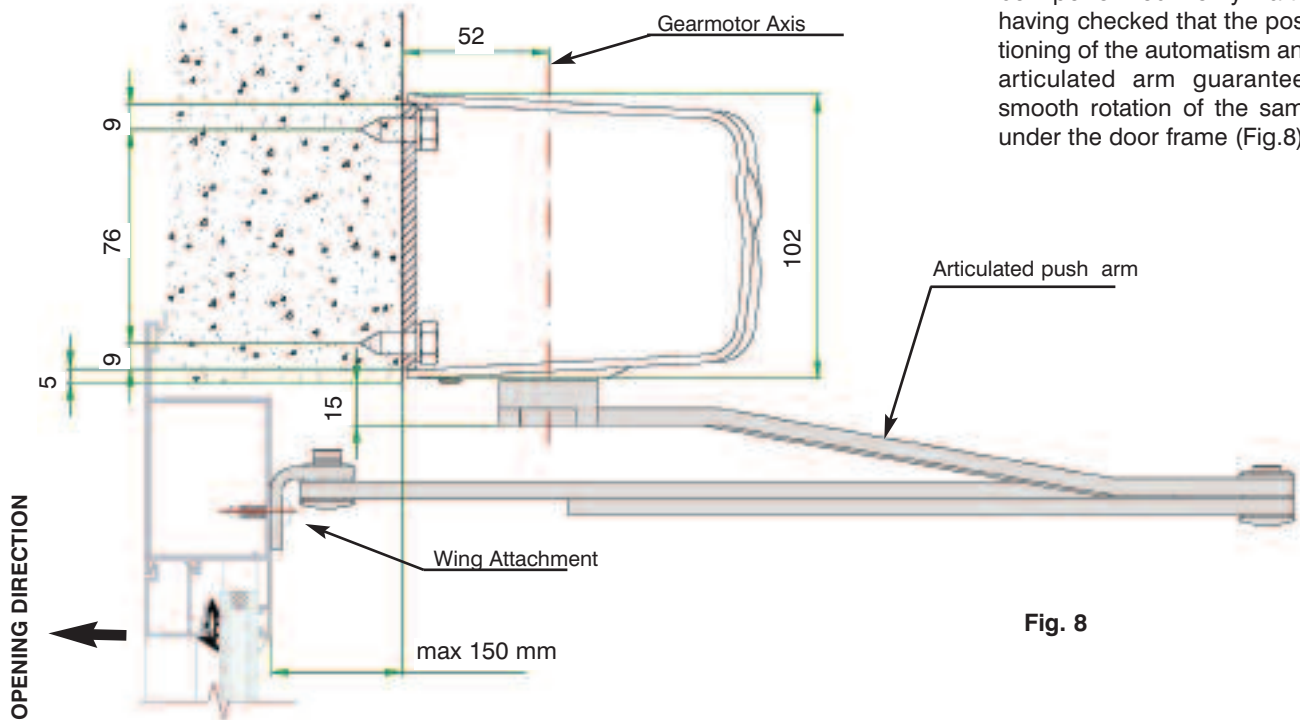 having checked that the pos
tioning of the automatism an
articulated arm guarantee
smooth rotation of the sam
under the door frame (Fig.8)
Gearmotor Axis
52
9
76
9
5
15
102
Articulated push arm
Wing Attachment
OPENING DIRECTION
max 150 mm
Fig. 8